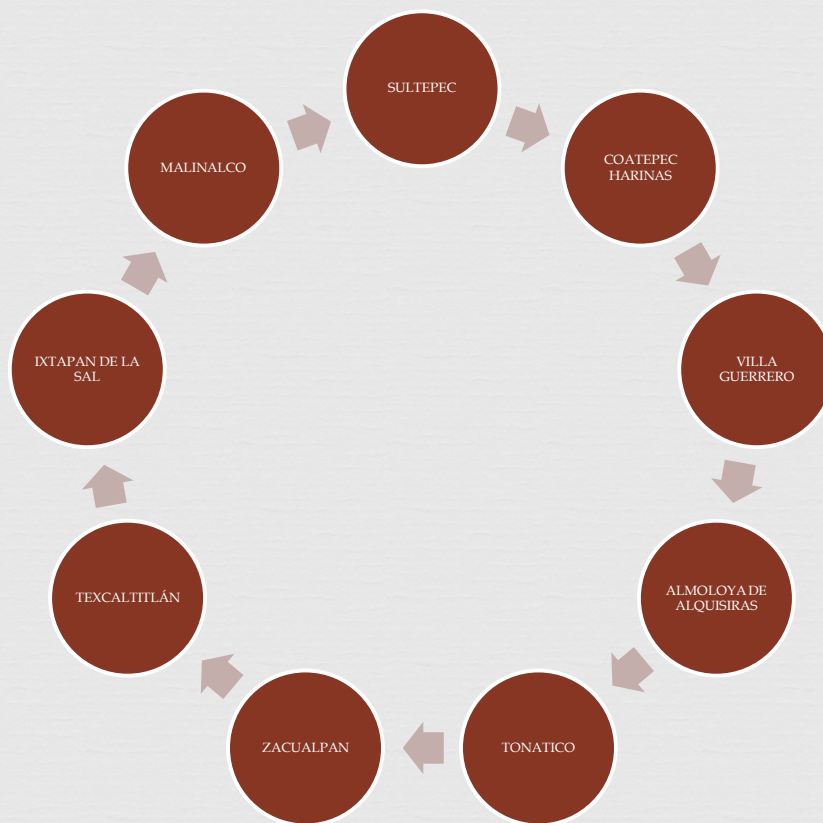 SULTEPEC
COATEPEC
HARINAS
VILLA
GUERRERO
ALMOLOYA DE
ALQUISIRAS
TONATICO
ZACUALPAN
TEXCALTITLÁN
IXTAPAN DE LA
SAL
MALINALCO